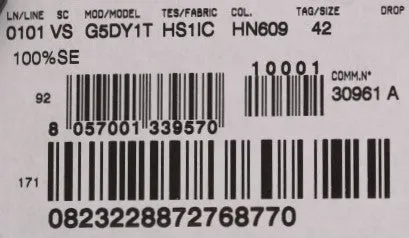 LN/LINE SC MOD/MODEL TES/FABRIC COL. TAG/SIZE DROP
0101 VS G5DY1T HS1IC HN609 42
100%SE
10001
COMM.N°
92
30961 A
8 057001 339570
171
0823228872768770